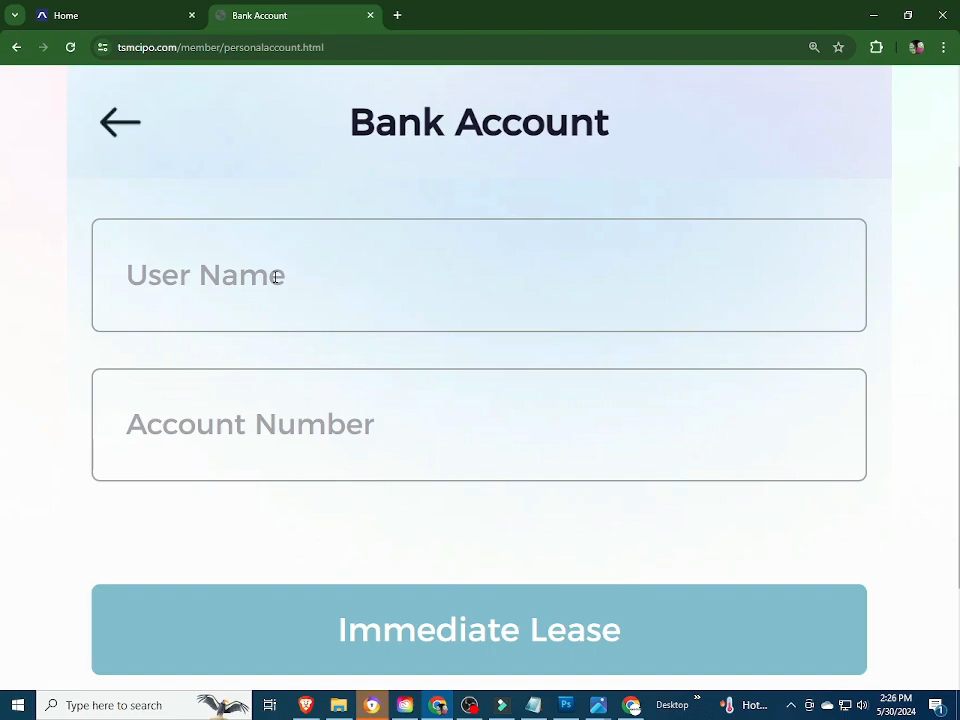 Home
Bank Account
tsmcipo.com/member/personalaccount.html
Bank Account
User Name
Account Number
Immediate Lease
Type here to search
Desktop
Hot...
2:26 PM
5/30/2024
1